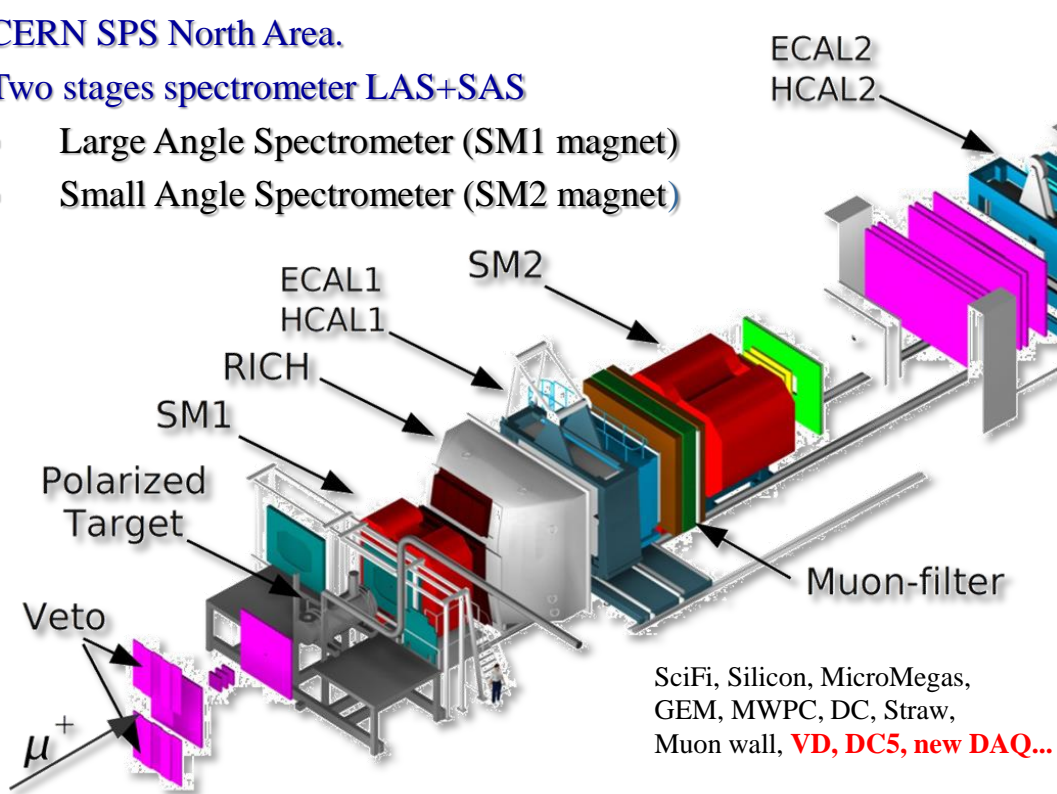 CERN SPS North Area.
Two stages spectrometer LAS+SAS
Large Angle Spectrometer (SM1 magnet)
Small Angle Spectrometer (SM2 magnet)
ECAL2
HCAL2
SM2
ECAL1
HCAL1
RICH
SM1
Polarized
Target
Muon-filter
Veto
μ+
SciFi, Silicon, MicroMegas,
GEM, MWPC, DC, Straw,
Muon wall, VD, DC5, new DAQ...